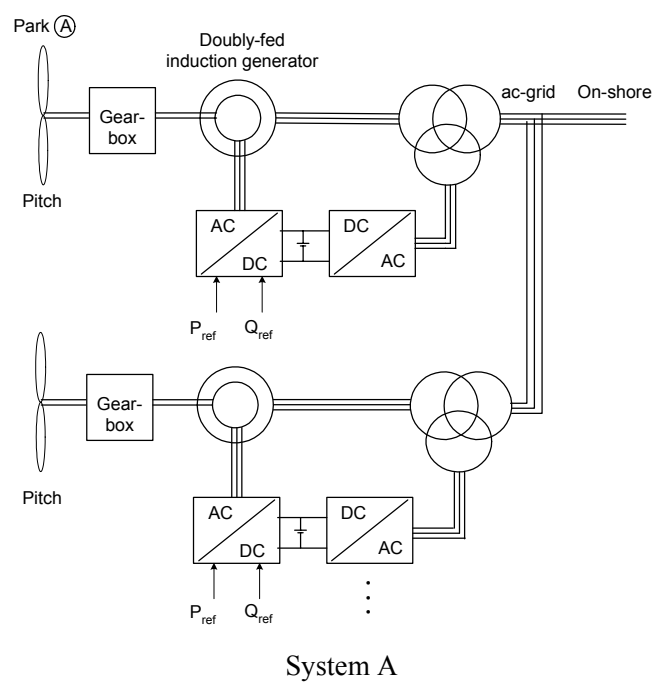 Park A
Doubly-fed
induction generator
ac-grid
On-shore
Gear-
box
Pitch
AC
DC
DC
AC
Pref
Qref
Gear-
box
Pitch
AC
DC
DC
AC
Pref
Qref
System A